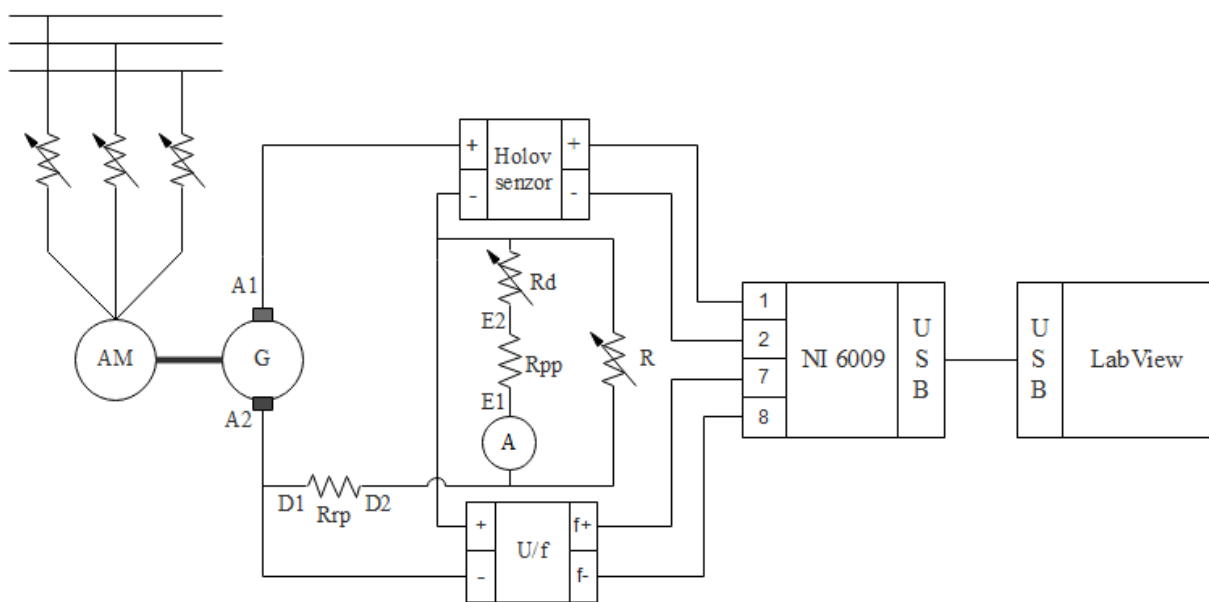 +
Holov
senzor
+
-
-
A1
Rd
E2
Rpp
E1
A
R
AM
G
A2
D1
Rrp
D2
+
U/f
f+
-
f-
1
2
7
8
NI 6009
U
S
B
U
S
B
LabView